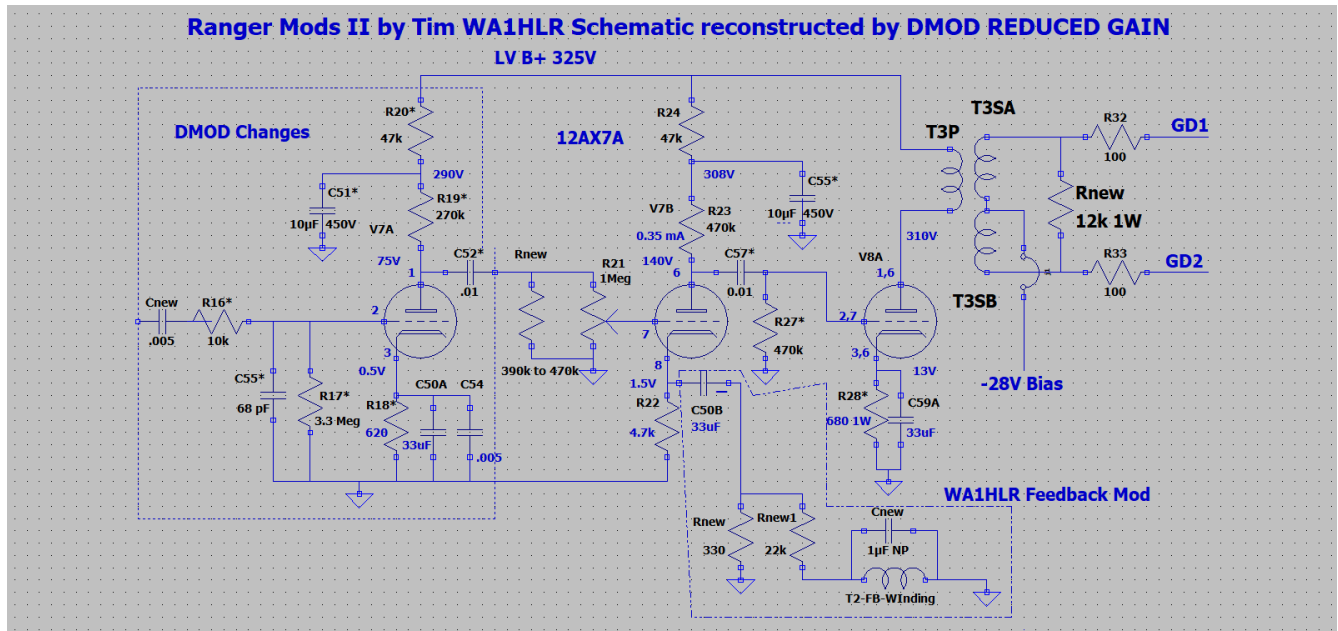 Ranger Mods II by Tim WA1HLR Schematic reconstructed by DMOD REDUCED GAIN
LV B+ 325V
DMOD Changes
R20*
47k
290V
C51*
10µF 450V
R19*
270k
V7A
75V
1
C52*
.01
2
3
0.5V
Cnew
.005
R16*
10k
C55*
68 pF
R17*
3.3 Meg
R18*
620
C50A
33uF
C54
.005
12AX7A
R24
47k
308V
C55*
10µF 450V
V7B
R23
470k
0.35 mA
140V
6
C57*
0.01
Rnew
R21
1Meg
390k to 470k
7
8
1.5V
R22
4.7k
C50B
33uF
R27*
470k
V8A
1,6
2,7
3,6
310V
13V
R28*
680 1W
C59A
33uF
T3P
T3SA
T3SB
R32
100
GD1
Rnew
12k 1W
R33
100
GD2
-28V Bias
WA1HLR Feedback Mod
Rnew
330
Rnew1
22k
Cnew
1µF NP
T2-FB-WInding